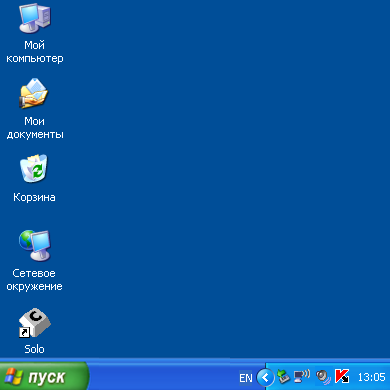 Мой
компьютер
Мои
документы
Корзина
Сетевое
окружение
C
Solo
пуск
EN
13:05